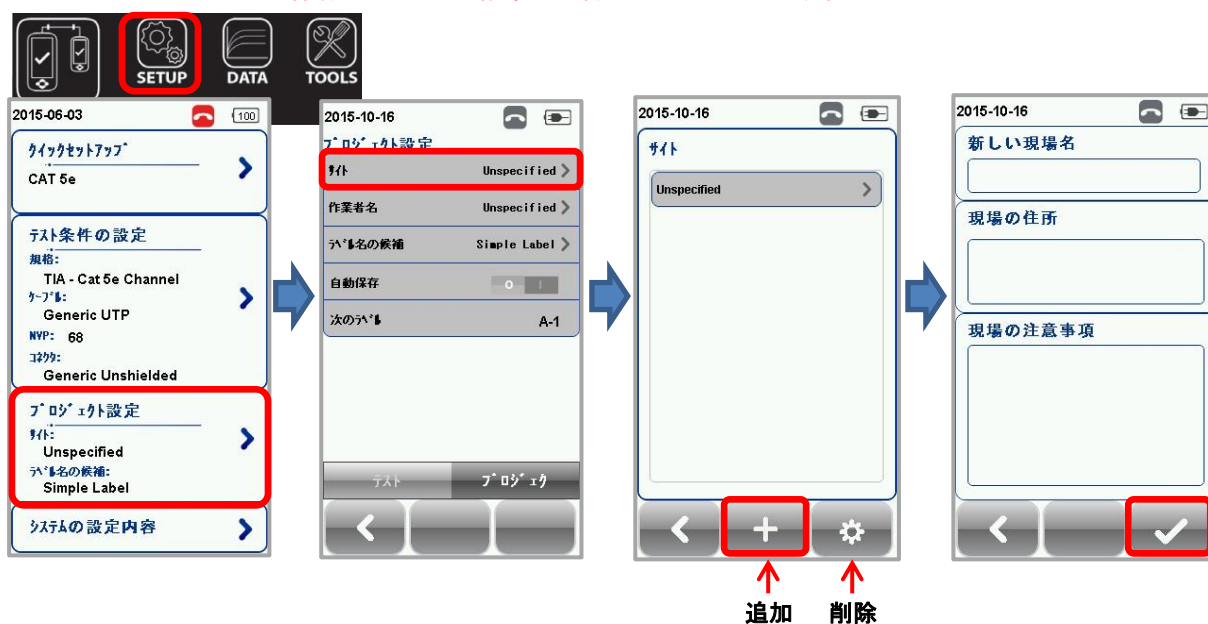 SETUP
DATA
TOOLS
2015-06-03
100
クイックセットアップ
CAT 5e
テスト条件の設定
規格:
TIA - Cat 5e Channel
ケーブル:
Generic UTP
NVP: 68
コネクタ:
Generic Unshielded
プロジェクト設定
サイト:
Unspecified
ラベル名の候補:
Simple Label
システムの設定内容
2015-10-16
プロジェクト設定
サイト Unspecified
作業者名 Unspecified
ラベル名の候補 Simple Label
自動保存 O I
次のラベル A-1
テスト プロジェク
2015-10-16
サイト
Unspecified
追加 削除
2015-10-16
新しい現場名
現場の住所
現場の注意事項